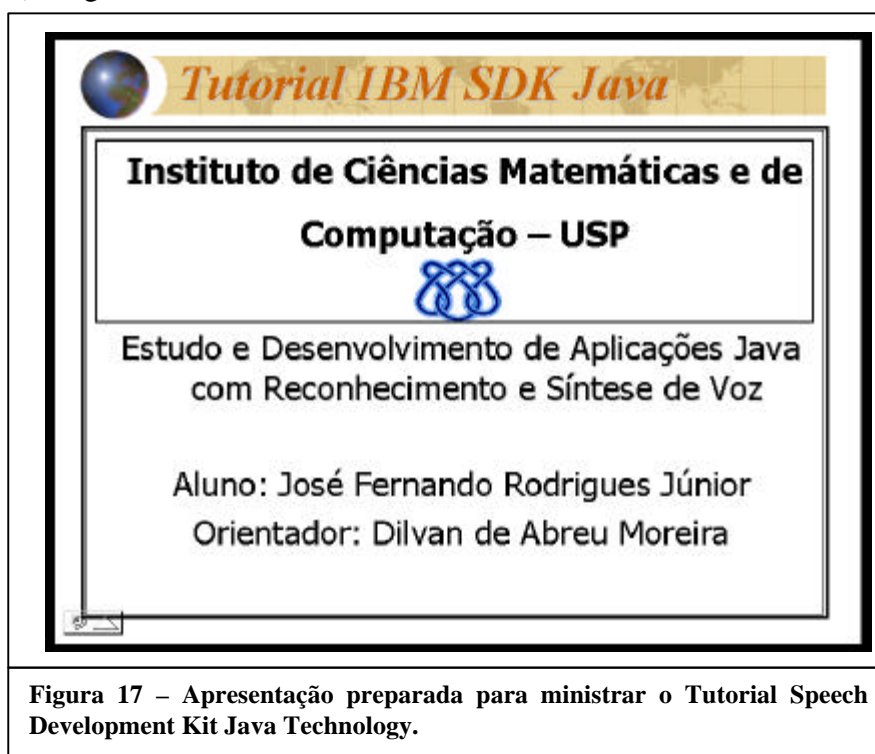 Tutorial IBM SDK Java
Instituto de Ciências Matemáticas e de
Computação – USP
Estudo e Desenvolvimento de Aplicações Java
com Reconhecimento e Síntese de Voz
Aluno: José Fernando Rodrigues Júnior
Orientador: Dilvan de Abreu Moreira
Figura 17 – Apresentação preparada para ministrar o Tutorial Speech
Development Kit Java Technology.